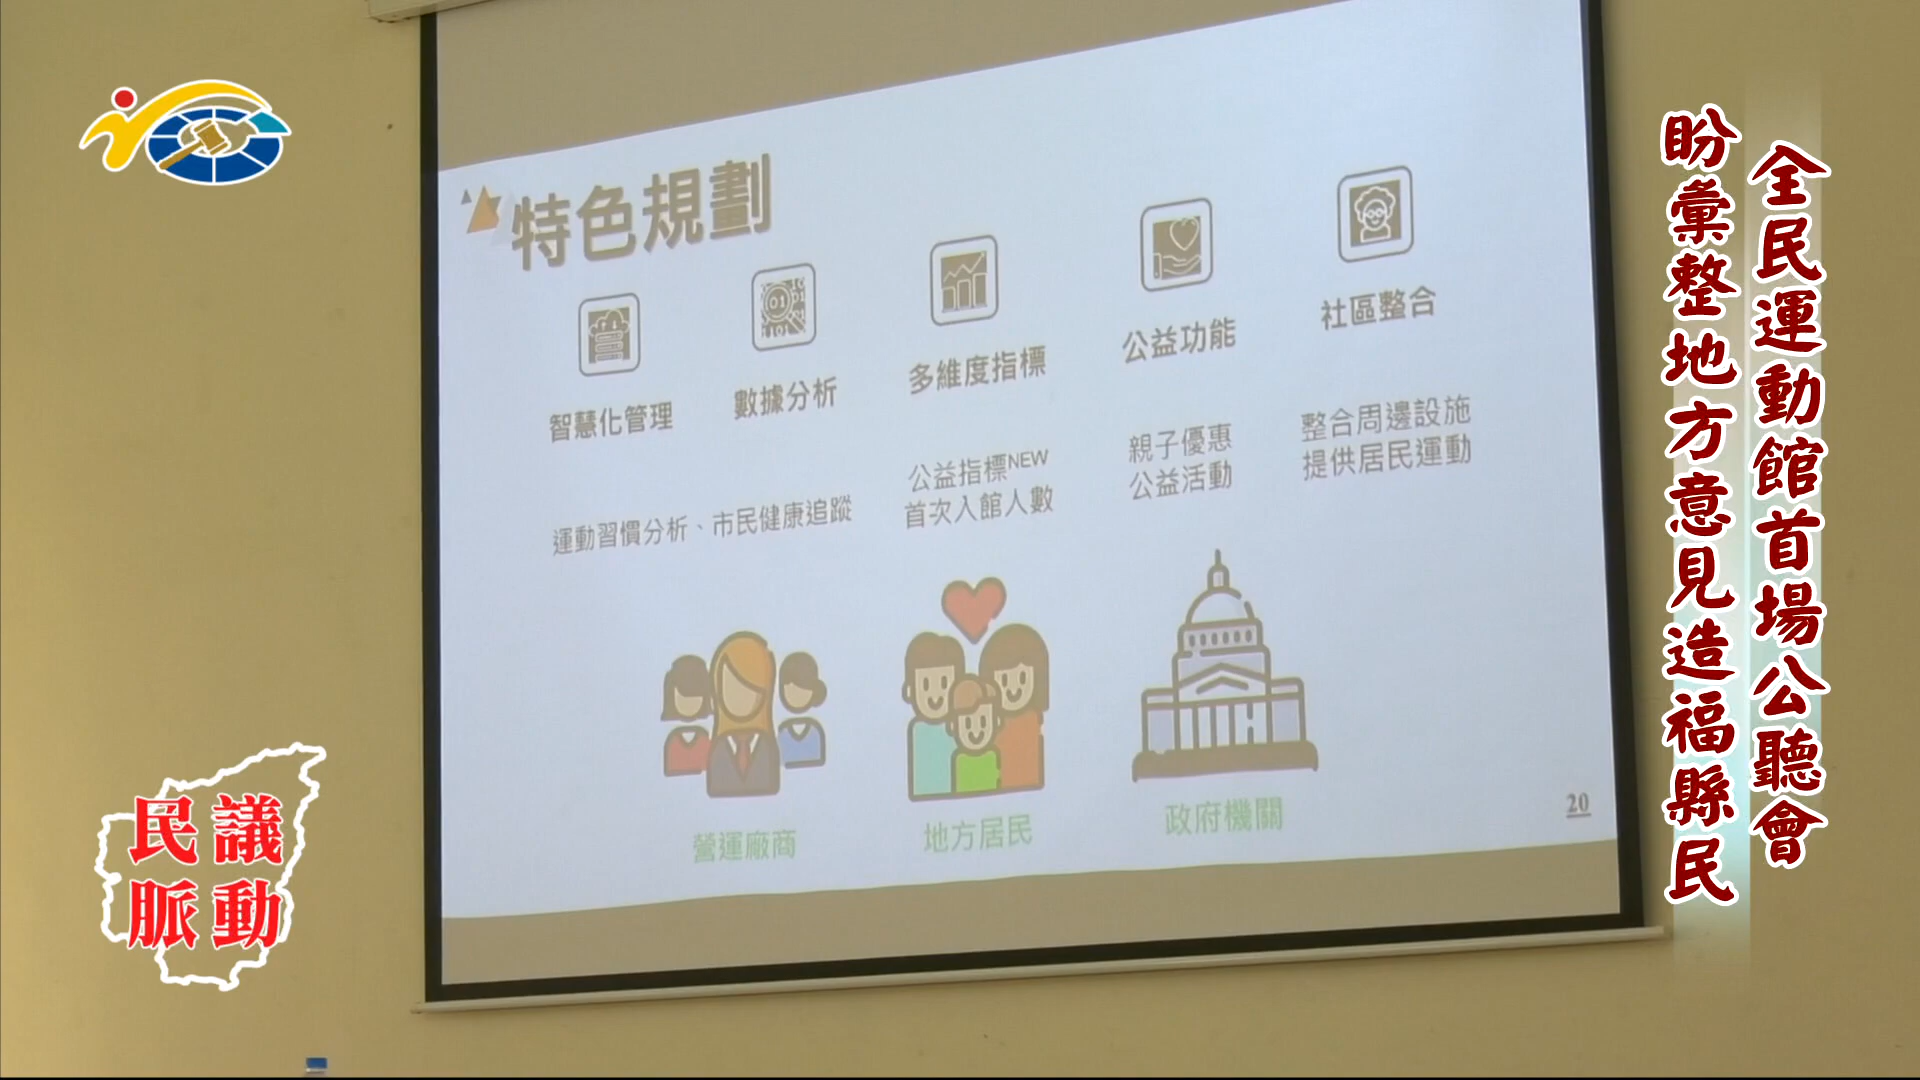 全民運動館首場公聽會
盼彙整地方意見造福縣民
特色規劃
智慧化管理
數據分析
多維度指標
公益功能
社區整合
運動習慣分析、市民健康追蹤
公益指標NEW
首次入館人數
親子優惠
公益活動
整合周邊設施
提供居民運動
營運廠商
地方居民
政府機關
20
民議
脈動